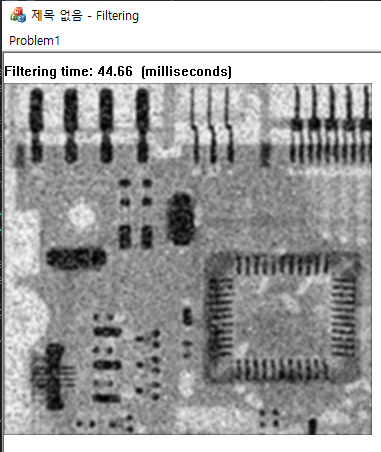 제목 없음 - Filtering
Problem1
Filtering time: 44.66 (milliseconds)